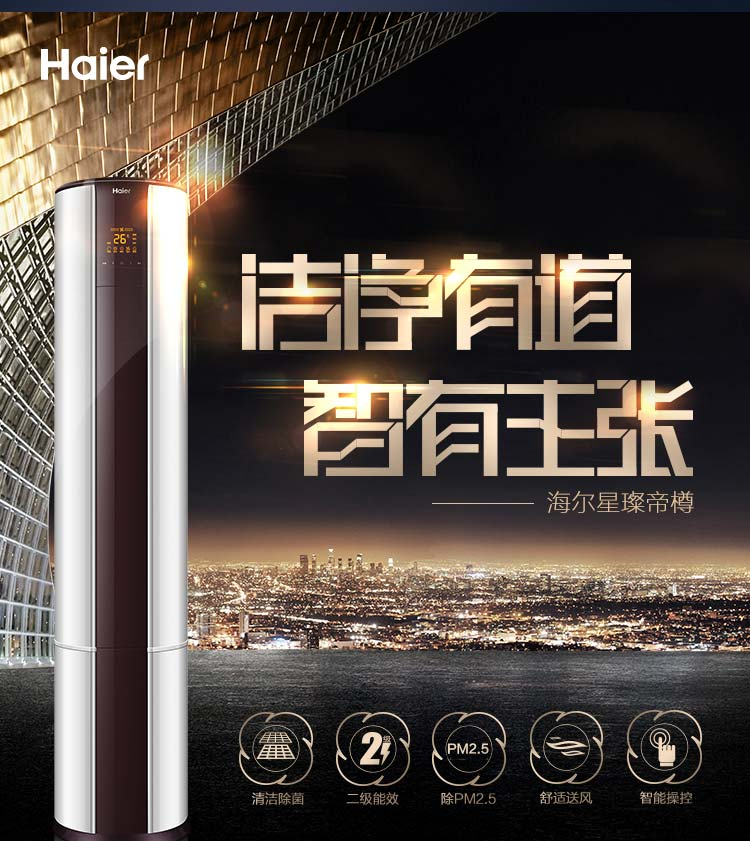 Haier
Haier
26
洁净有道
智有主张
海尔星璨帝樽
2级
PM2.5
清洁除菌
二级能效
除PM2.5
舒适送风
智能操控